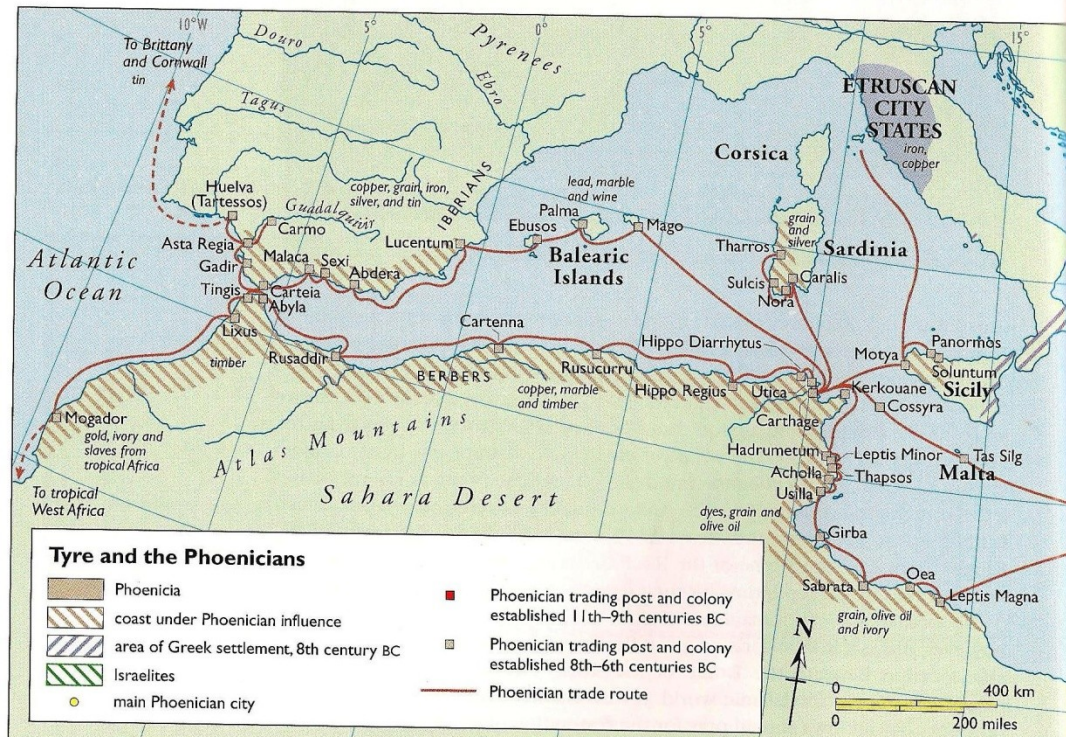 10°W
5°
0°
5°
15°
To Brittany
and Cornwall
tin
Douro
Pyrenees
Ebro
Tagus
ETRUSCAN
CITY
STATES
iron,
copper
Corsica
Huelva
(Tartessos)
copper, grain, iron,
silver, and tin
IBERIANS
lead, marble
and wine
Guadalquivir
Carmo
Palma
Ebusos
Mago
grain
and
silver
Asta Regia
Lucentum
Balearic
Islands
Tharros
Sardinia
Atlantic
Ocean
Gadir
Malaca
Sexi
Abdera
Sulcis
Caralis
Nora
Tingis
Carteia
Abyla
Lixus
Cartenna
Hippo Diarrhytus
Motya
Panormos
Soluntum
Sicily
timber
Rusaddir
BERBERS
Rusucurru
copper, marble
and timber
Hippo Regius
Utica
Kerkouane
Cossyra
Carthage
Mogador
gold, ivory and
slaves from
tropical Africa
Atlas Mountains
Hadrumetum
Leptis Minor
Tas Silg
Malta
Acholla
Thapsos
Usilla
Sahara Desert
To tropical
West Africa
dyes, grain and
olive oil
Girba
Sabrata
Oea
Leptis Magna
grain, olive oil
and ivory
Tyre and the Phoenicians
Phoenicia
coast under Phoenician influence
area of Greek settlement, 8th century BC
Israelites
main Phoenician city
Phoenician trading post and colony
established 11th–9th centuries BC
Phoenician trading post and colony
established 8th–6th centuries BC
Phoenician trade route
N
0 400 km
0 200 miles